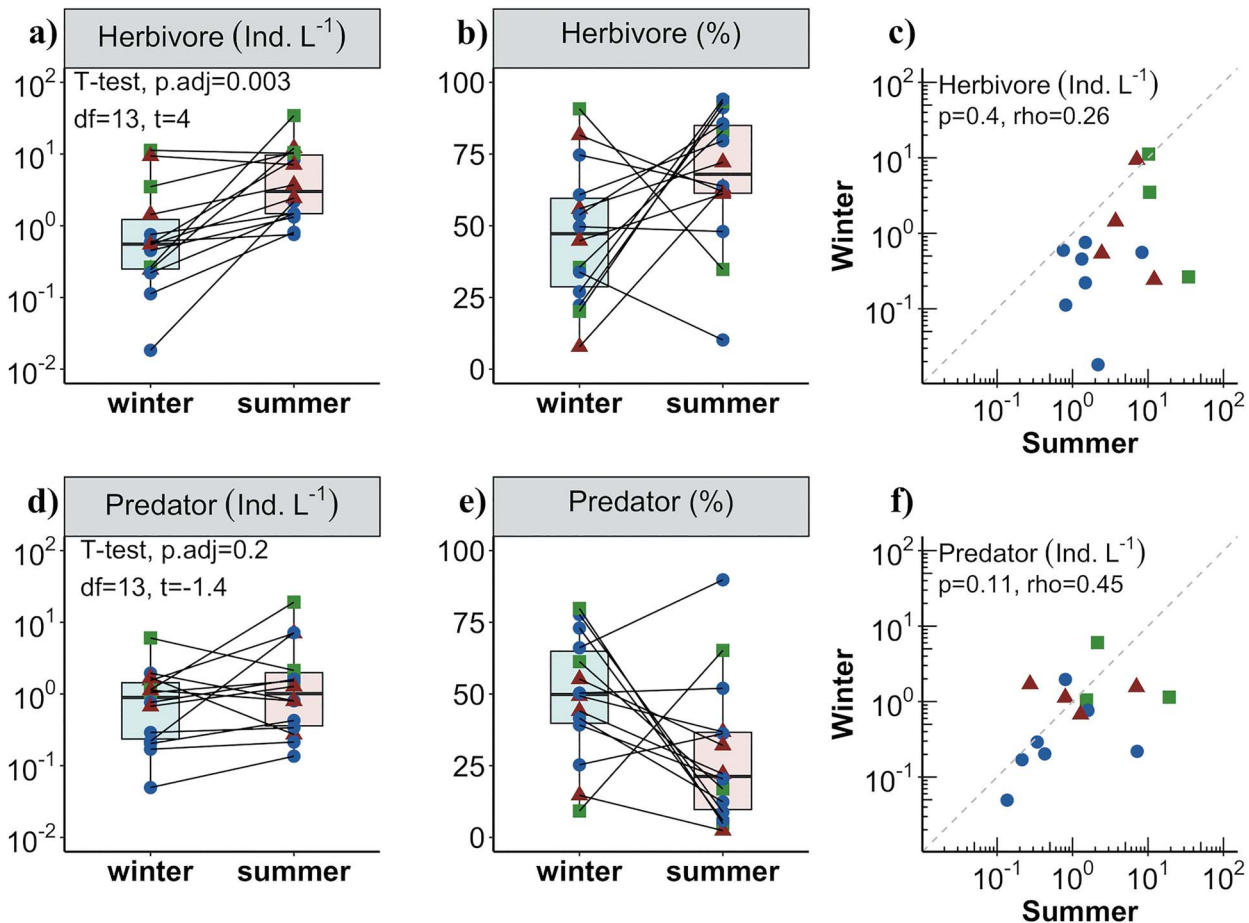 a)
Herbivore (Ind. L⁻¹)
T-test, p.adj=0.003
df=13, t=4
10²
10¹
10⁰
10⁻¹
10⁻²
winter summer
b)
Herbivore (%)
100
75
50
25
0
winter summer
c)
Herbivore (Ind. L⁻¹)
p=0.4, rho=0.26
Winter
10²
10¹
10⁰
10⁻¹
10⁻¹ 10⁰ 10¹ 10²
Summer
d)
Predator (Ind. L⁻¹)
T-test, p.adj=0.2
df=13, t=-1.4
10²
10¹
10⁰
10⁻¹
10⁻²
winter summer
e)
Predator (%)
100
75
50
25
0
winter summer
f)
Predator (Ind. L⁻¹)
p=0.11, rho=0.45
Winter
10²
10¹
10⁰
10⁻¹
10⁻¹ 10⁰ 10¹ 10²
Summer